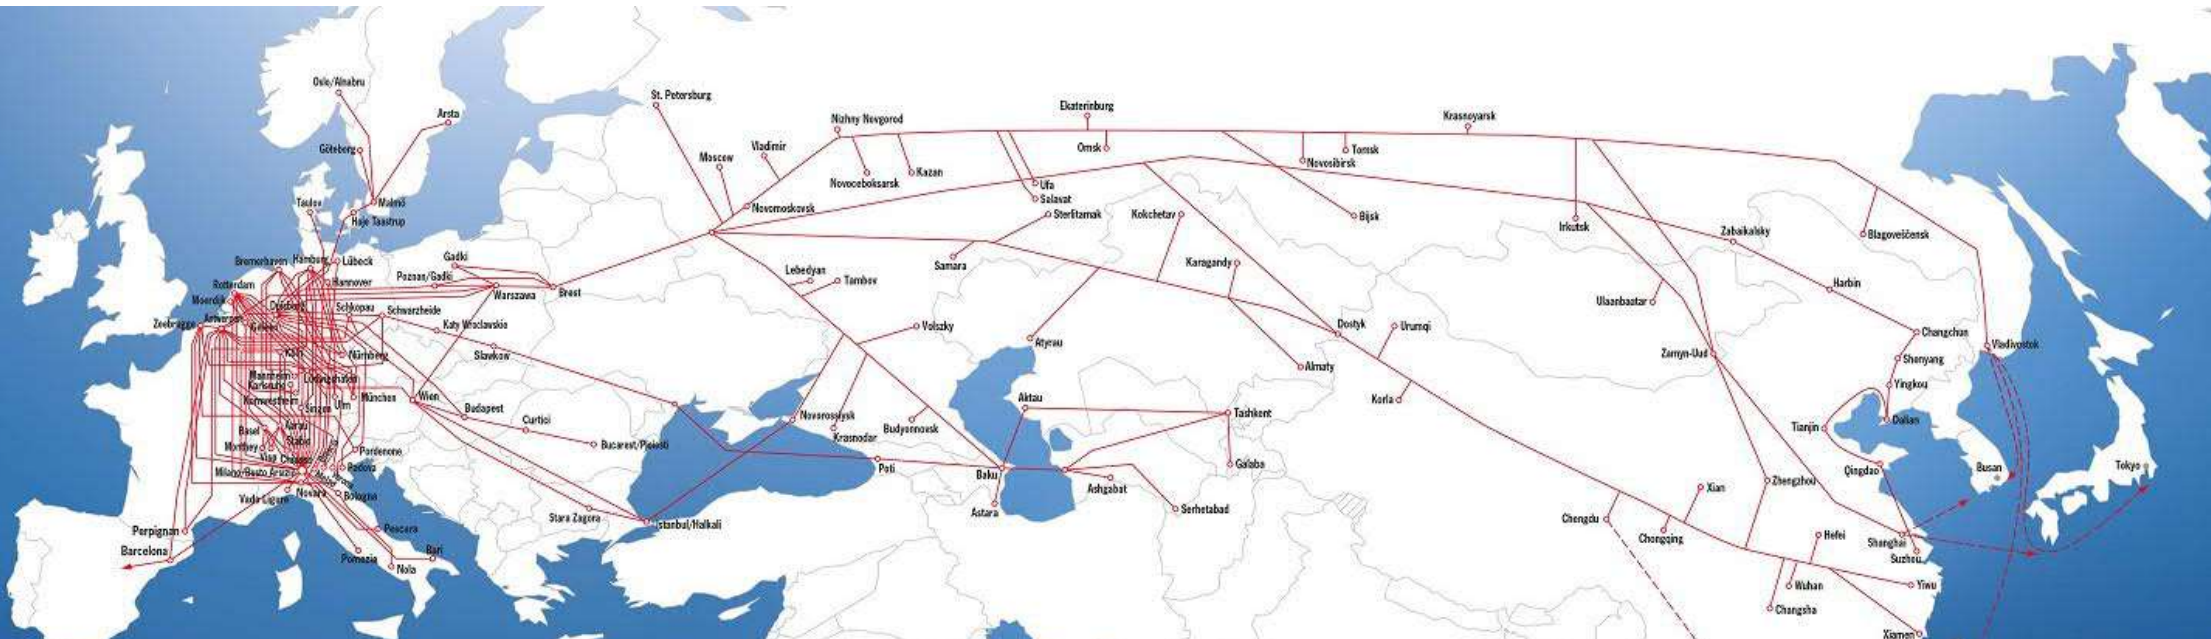 Oslo/Alnabru
Arsta
Göteborg
Malmö
Taulov
Høje Taastrup
St. Petersburg
Moscow
Vladimir
Nizhny Novgorod
Novomoskovsk
Novoceboksarsk
Kazan
Ekaterinburg
Omsk
Ufa
Salavat
Sterlitamak
Kokchetav
Samara
Karagandy
Novosibirsk
Tomsk
Bijsk
Krasnoyarsk
Irkutsk
Ulaanbaatar
Zabaikalsky
Blagoveščensk
Harbin
Changchun
Shenyang
Yingkou
Dalian
Vladivostok
Zamyn-Uud
Tianjin
Qingdao
Busan
Tokyo
Zhengzhou
Shanghai
Suzhou
Hefei
Yiwu
Wuhan
Changsha
Xiamen
Xian
Chongqing
Chengdu
Urumqi
Korla
Dostyk
Almaty
Atyrau
Aktau
Tashkent
Galaba
Ashgabat
Serhetabad
Baku
Astara
Poti
Budyonnovsk
Krasnodar
Novorossiysk
Volszky
Lebedyan
Tambov
Brest
Warszawa
Gadki
Poznan/Gadki
Bremerhaven
Hamburg
Lübeck
Hannover
Rotterdam
Moerdijk
Duisburg
Schkopau
Schwarzheide
Zeebrugge
Antwerpen
Geleen
Katy Wroclawskie
Slawkow
Köln
Nürnberg
Mannheim
Ludwigshafen
Karlsruhe
Kornwestheim
Singen
Ulm
München
Wien
Budapest
Curtici
Bucarest/Ploiesti
Basel
Aarau
Stabio
Monthey
Visp
Chiasso
Milano/Busto Arsizio
Pordenone
Padova
Verona
Novara
Vado Ligure
Bologna
Stara Zagora
Istanbul/Halkali
Perpignan
Barcelona
Pescara
Pomezia
Bari
Nola